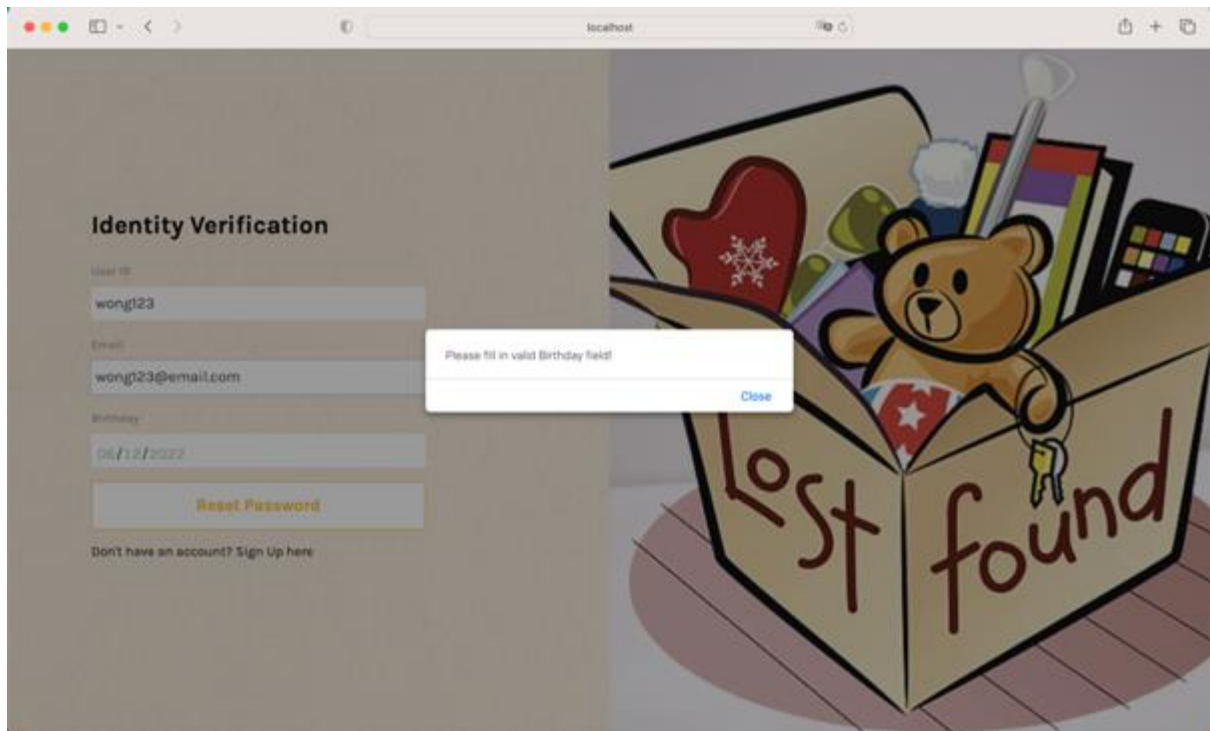 localhost
Identity Verification
User ID
wong123
Email
wong123@email.com
Birthday
06/12/2022
Reset Password
Don't have an account? Sign Up here
Please fill in valid Birthday field!
Close
Lost found